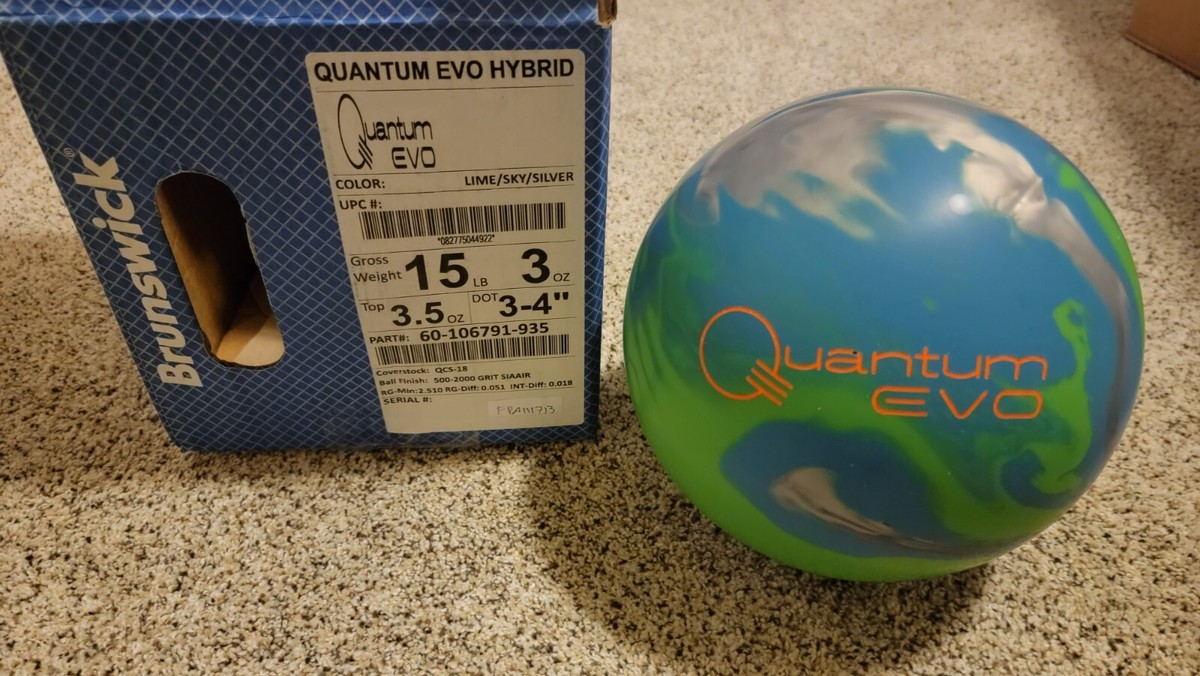 Brunswick®
QUANTUM EVO HYBRID
Quantum
EVO
COLOR: LIME/SKY/SILVER
UPC #:
*082775044922*
Gross Weight 15 LB 3 OZ
Top 3.5 OZ DOT 3-4"
PART#: 60-106791-935
Coverstock: QCS-18
Ball Finish: 500-2000 GRIT SIAAIR
RG-Min:2.510 RG-Diff: 0.051 INT-Diff: 0.018
SERIAL #:
Quantum
EVO